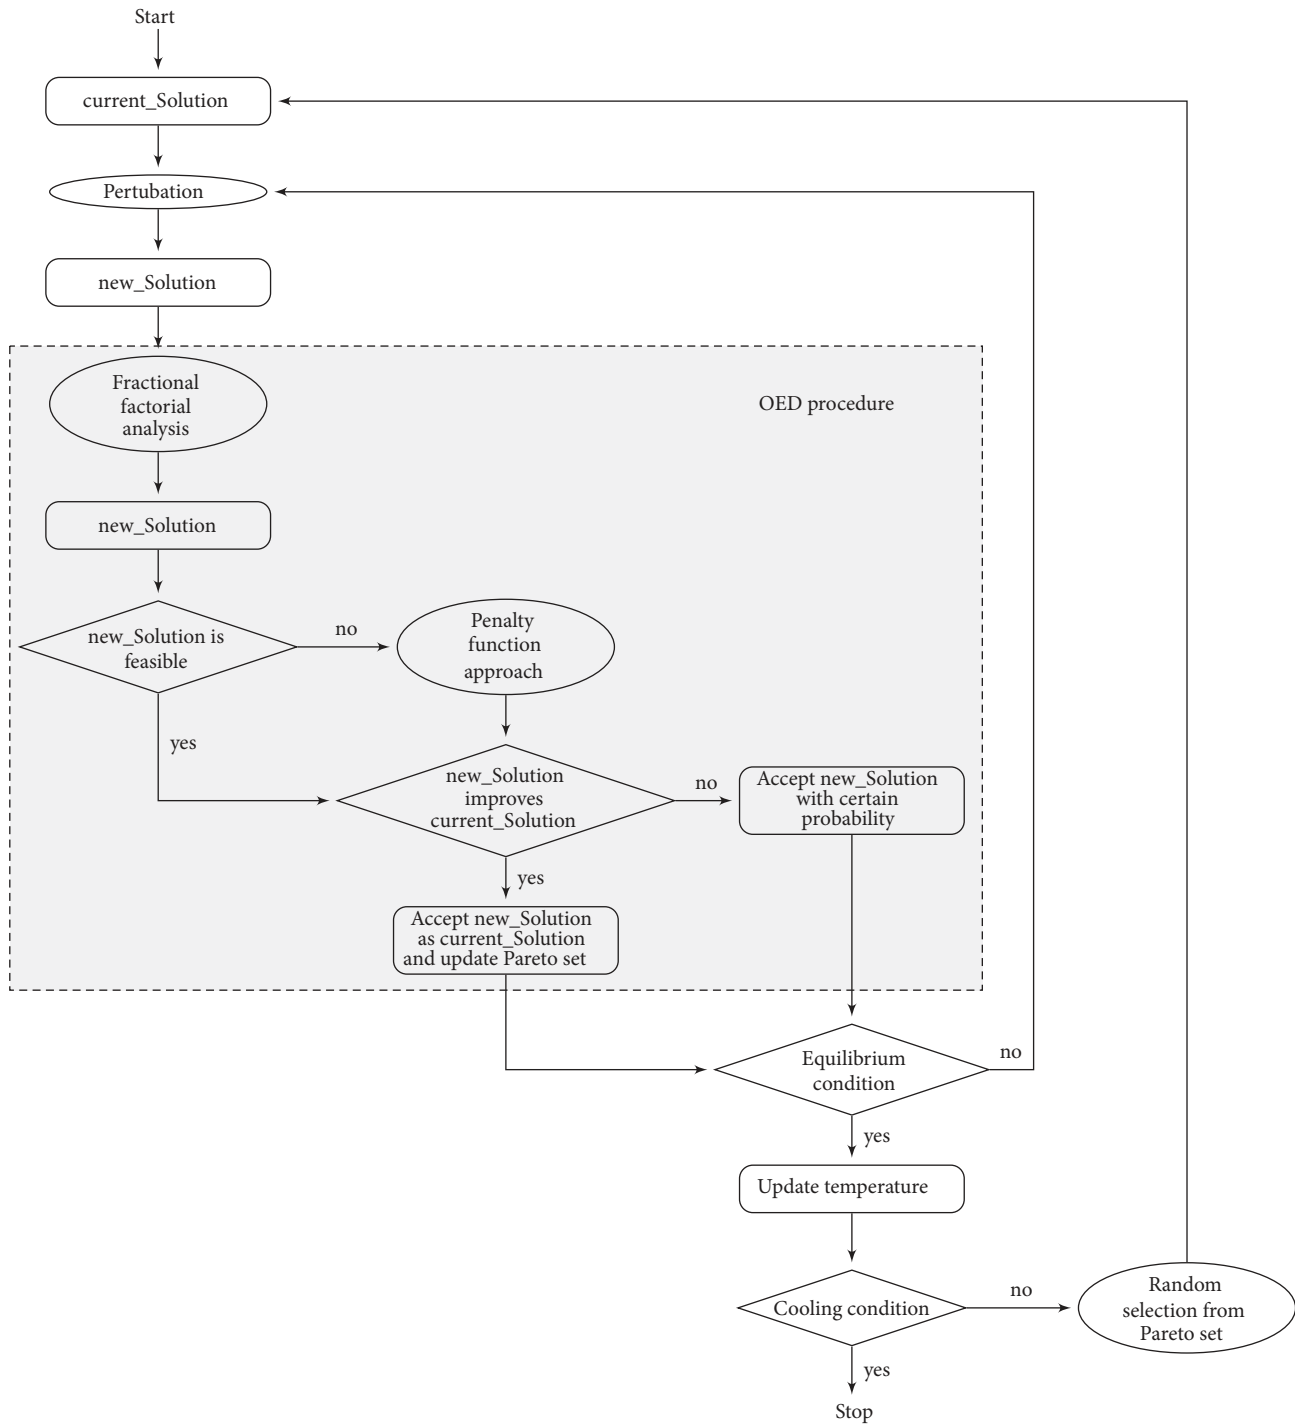 Start
current_Solution
Pertubation
new_Solution
Fractional
factorial
analysis
OED procedure
new_Solution
new_Solution is
feasible
no
Penalty
function
approach
yes
new_Solution
improves
current_Solution
no
Accept new_Solution
with certain
probability
yes
Accept new_Solution
as current_Solution
and update Pareto set
Equilibrium
condition
no
yes
Update temperature
Cooling condition
no
Random
selection from
Pareto set
yes
Stop